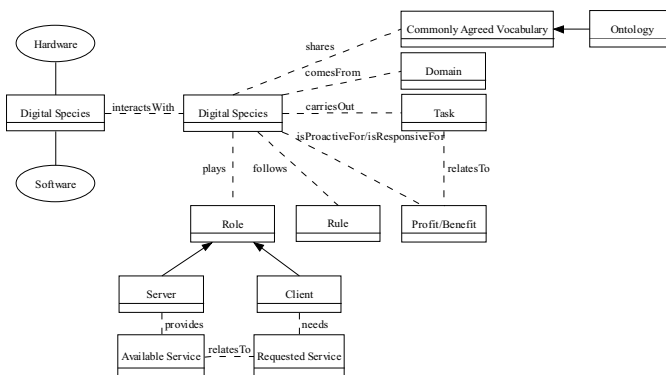 Hardware
Commonly Agreed Vocabulary
Ontology
shares
comesFrom
Domain
Digital Species
interactsWith
Digital Species
carriesOut
Task
isProactiveFor/isResponsiveFor
Software
plays
follows
relatesTo
Role
Rule
Profit/Benefit
Server
Client
provides
needs
Available Service
relatesTo
Requested Service